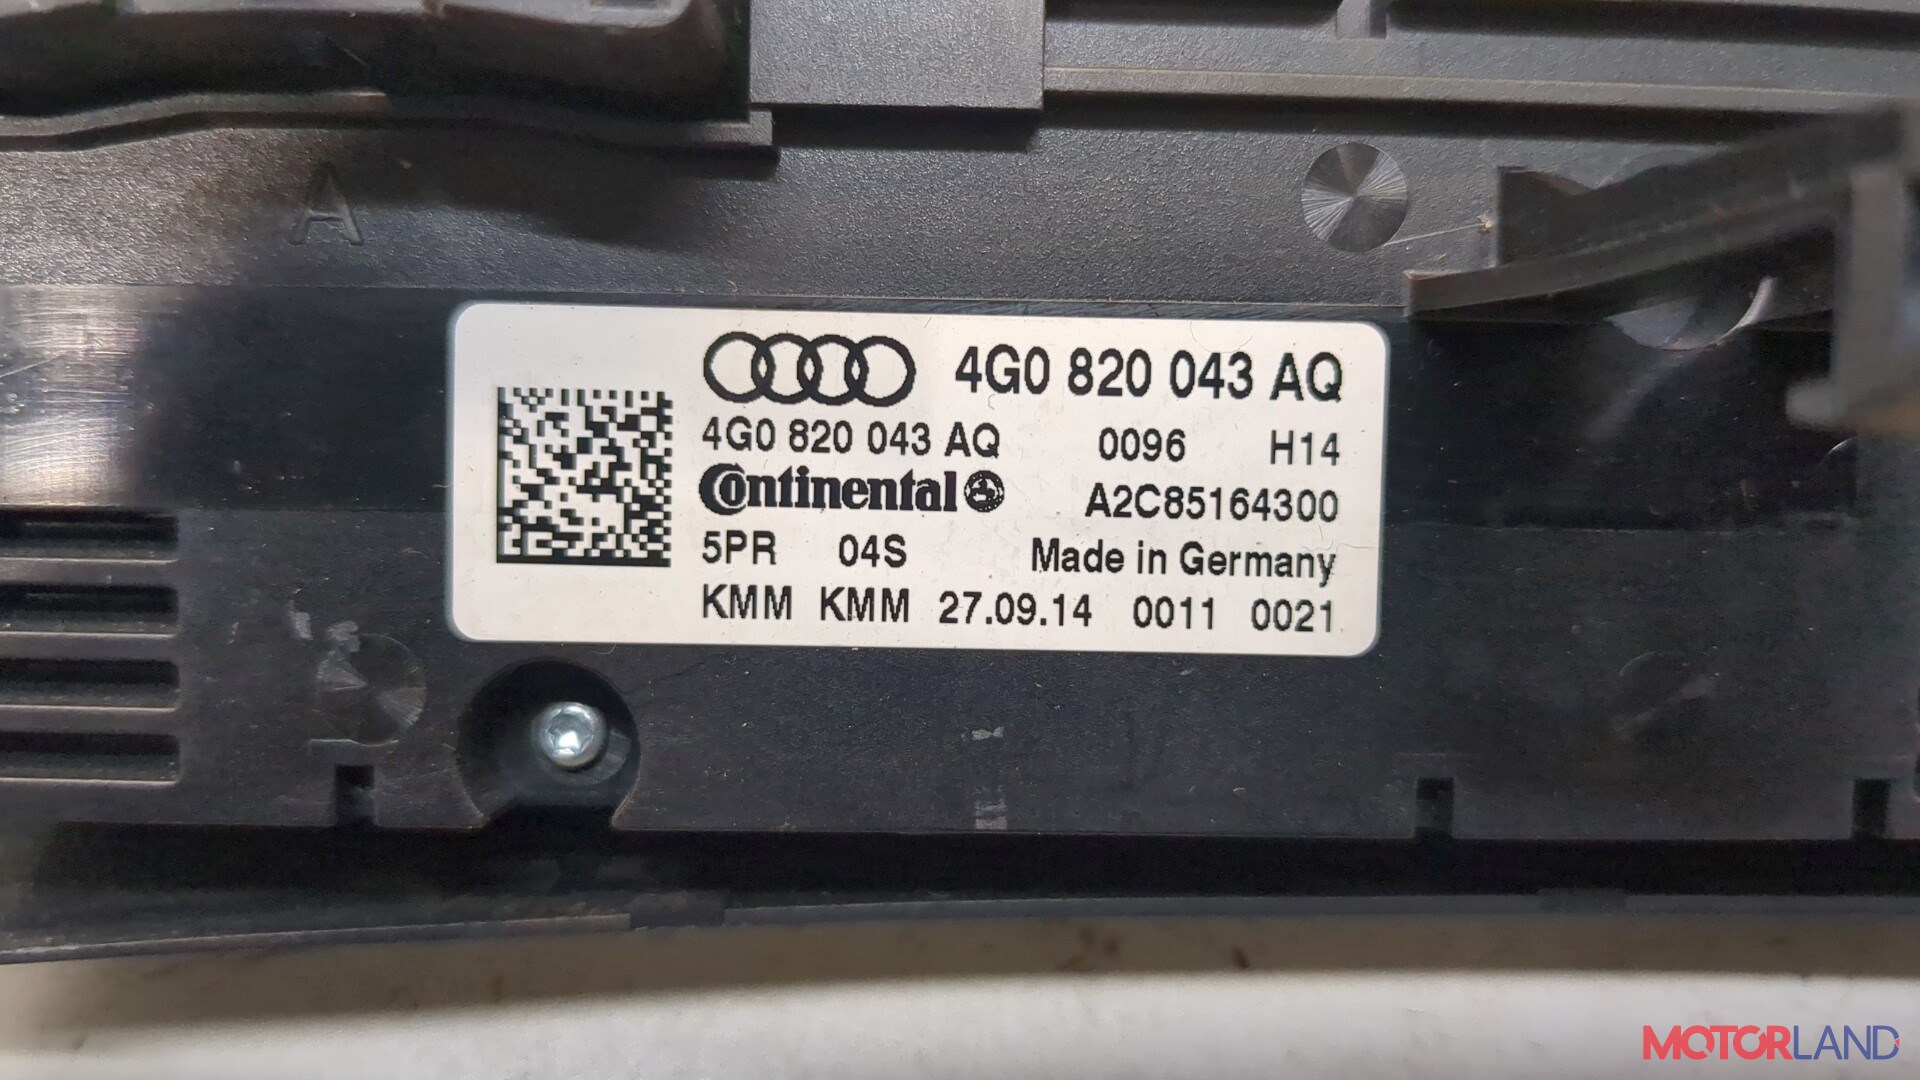 A
4G0 820 043 AQ
4G0 820 043 AQ 0096 H14
Continental A2C85164300
5PR 04S Made in Germany
KMM KMM 27.09.14 0011 0021
MOTORLAND